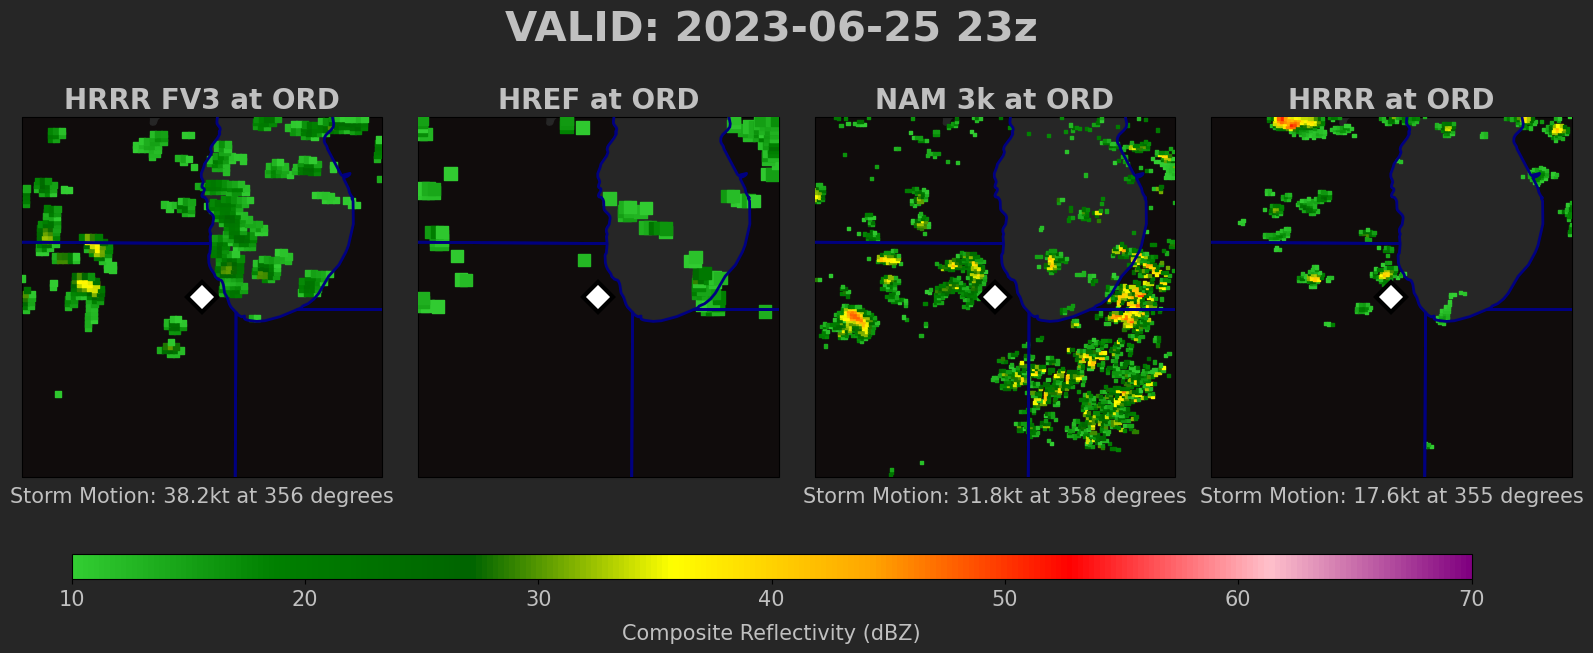 VALID: 2023-06-25 23z
HRRR FV3 at ORD
HREF at ORD
NAM 3k at ORD
HRRR at ORD
Storm Motion: 38.2kt at 356 degrees
Storm Motion: 31.8kt at 358 degrees
Storm Motion: 17.6kt at 355 degrees
10 20 30 40 50 60 70
Composite Reflectivity (dBZ)